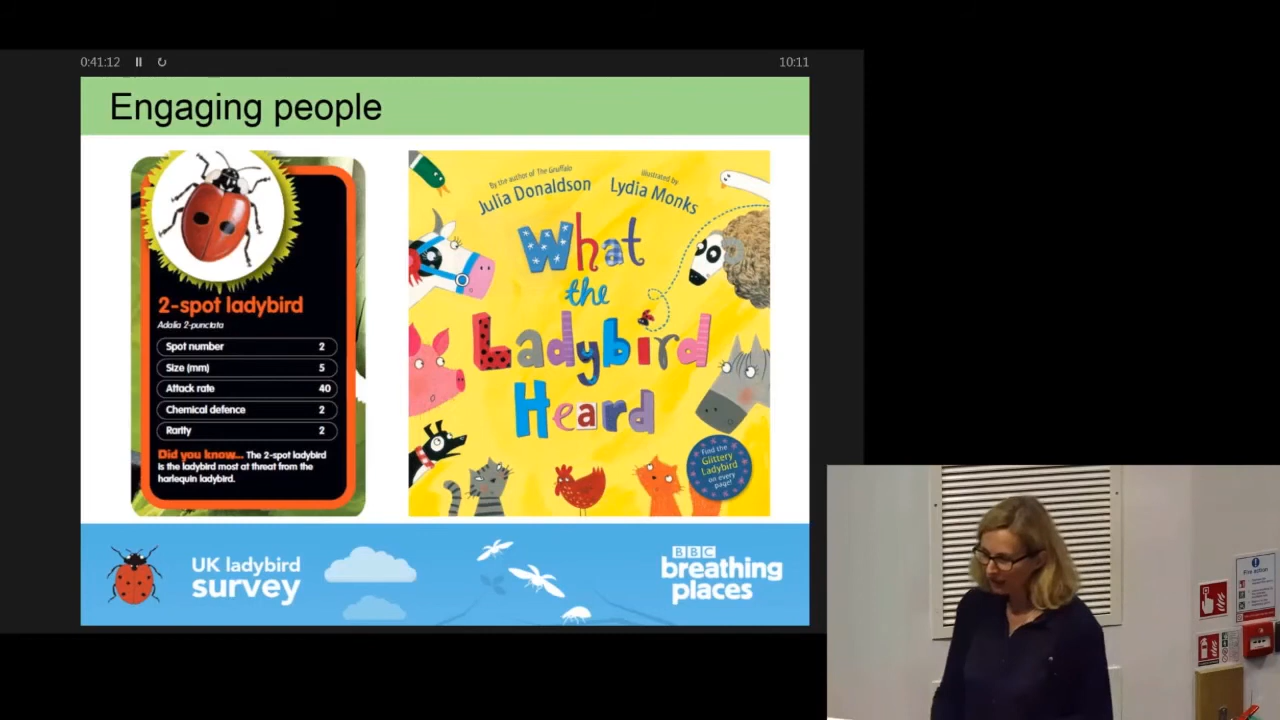 0:41:12
10:11
Engaging people
2-spot ladybird
Adalia 2-punctata
Spot number 2
Size (mm) 5
Attack rate 40
Chemical defence 2
Rarity 2
Did you know... The 2-spot ladybird
is the ladybird most at threat from the
harlequin ladybird.
By the author of The Gruffalo
Julia Donaldson
Illustrated by
Lydia Monks
What
the
Ladybird
Heard
Find the
Glittery
Ladybird
on every
page!
UK ladybird
survey
BBC
breathing
places
Fire action